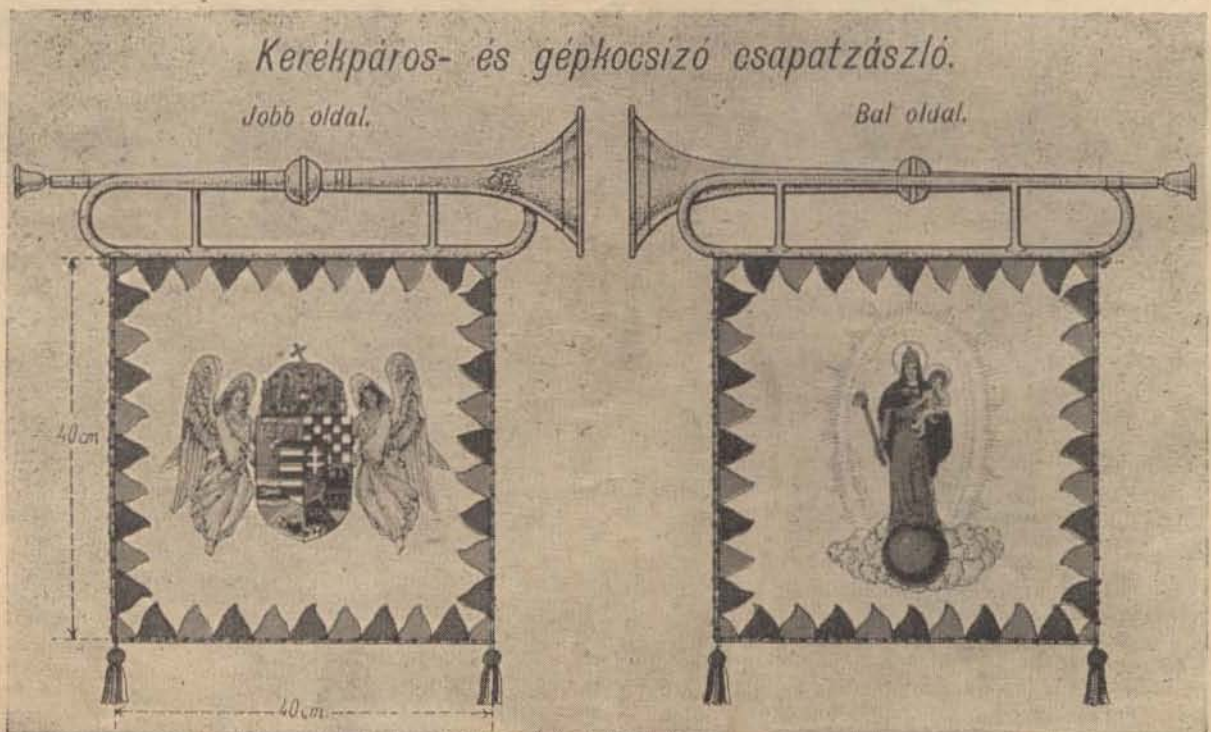 Kerékpáros- és gépkocsizó csapatzászló.
Jobb oldal.
Bal oldal.
40cm
40cm.